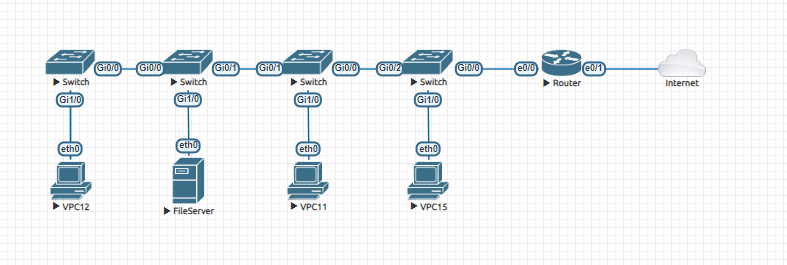 Gi0/0 Gi0/0 Gi0/1 Gi0/1 Gi0/0 Gi0/2 Gi0/0 e0/0 e0/1
Switch Switch Switch Switch Router Internet
Gi1/0 Gi1/0 Gi1/0 Gi1/0
eth0 eth0 eth0 eth0
VPC12 FileServer VPC11 VPC15